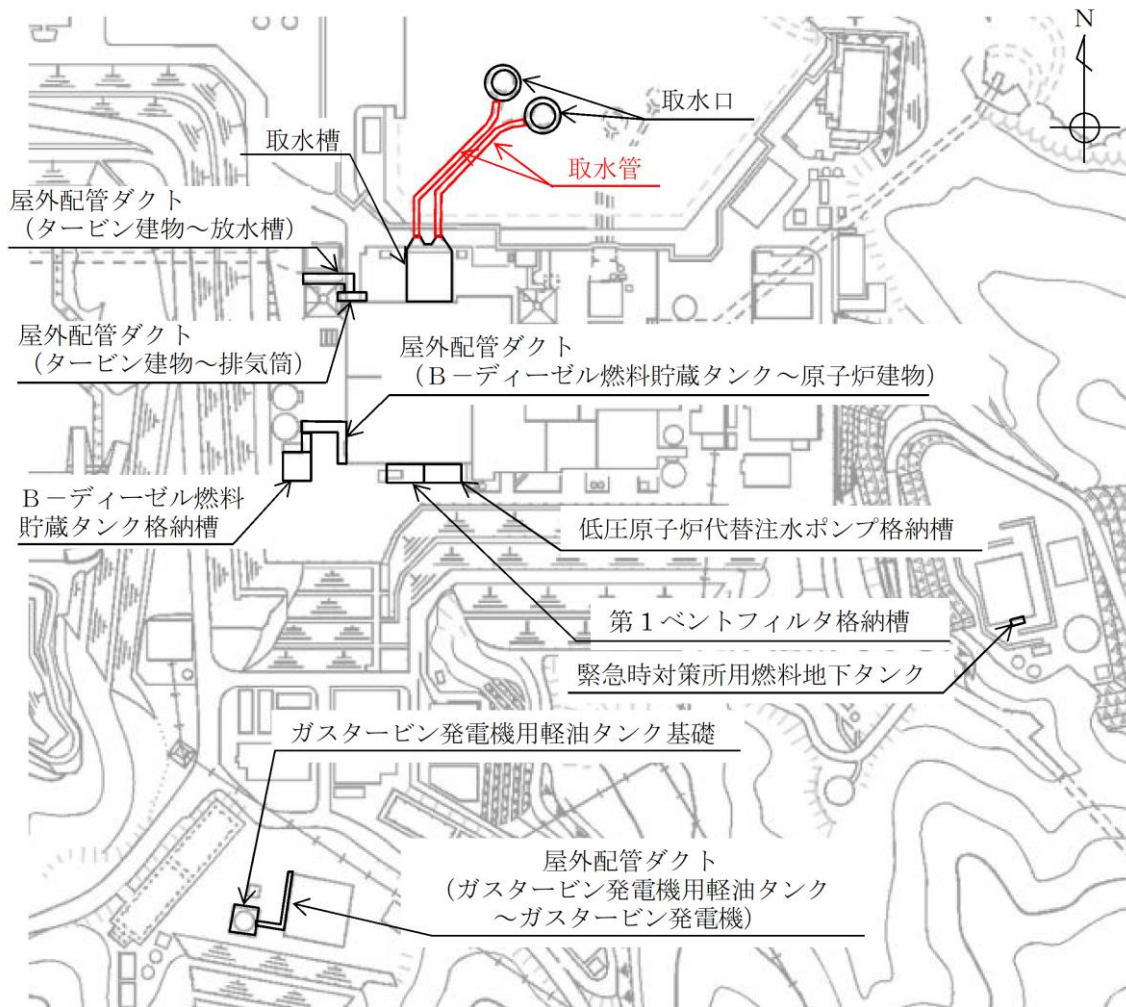 N
取水口
取水槽
取水管
屋外配管ダクト
（タービン建物～放水槽）
屋外配管ダクト
（タービン建物～排気筒）
屋外配管ダクト
（Ｂ－ディーゼル燃料貯蔵タンク～原子炉建物）
Ｂ－ディーゼル燃料
貯蔵タンク格納槽
低圧原子炉代替注水ポンプ格納槽
第１ベントフィルタ格納槽
緊急時対策所用燃料地下タンク
ガスタービン発電機用軽油タンク基礎
屋外配管ダクト
（ガスタービン発電機用軽油タンク
～ガスタービン発電機）